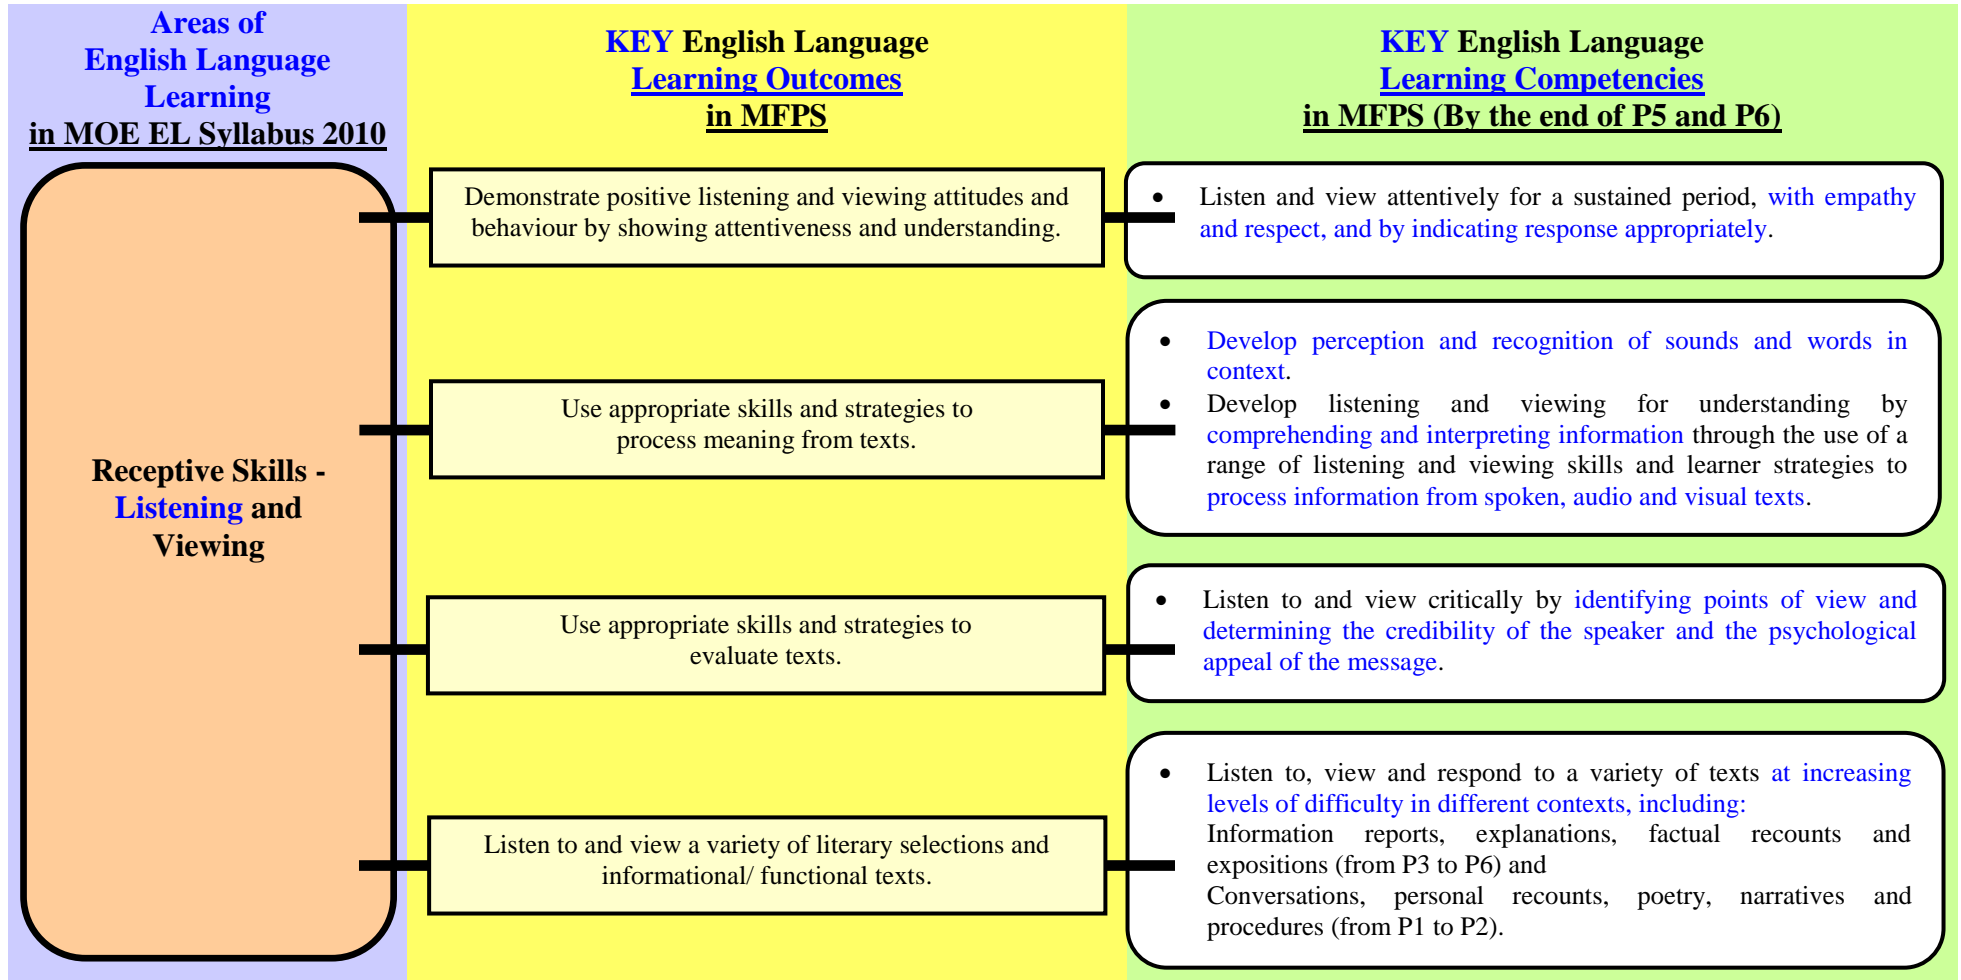 Areas of
English Language
Learning
in MOE EL Syllabus 2010
KEY English Language
Learning Outcomes
in MFPS
KEY English Language
Learning Competencies
in MFPS (By the end of P5 and P6)
Receptive Skills -
Listening and
Viewing
Demonstrate positive listening and viewing attitudes and
behaviour by showing attentiveness and understanding.
• Listen and view attentively for a sustained period, with empathy
and respect, and by indicating response appropriately.
Use appropriate skills and strategies to
process meaning from texts.
• Develop perception and recognition of sounds and words in
context.
• Develop listening and viewing for understanding by
comprehending and interpreting information through the use of a
range of listening and viewing skills and learner strategies to
process information from spoken, audio and visual texts.
Use appropriate skills and strategies to
evaluate texts.
• Listen to and view critically by identifying points of view and
determining the credibility of the speaker and the psychological
appeal of the message.
Listen to and view a variety of literary selections and
informational/ functional texts.
• Listen to, view and respond to a variety of texts at increasing
levels of difficulty in different contexts, including:
Information reports, explanations, factual recounts and
expositions (from P3 to P6) and
Conversations, personal recounts, poetry, narratives and
procedures (from P1 to P2).